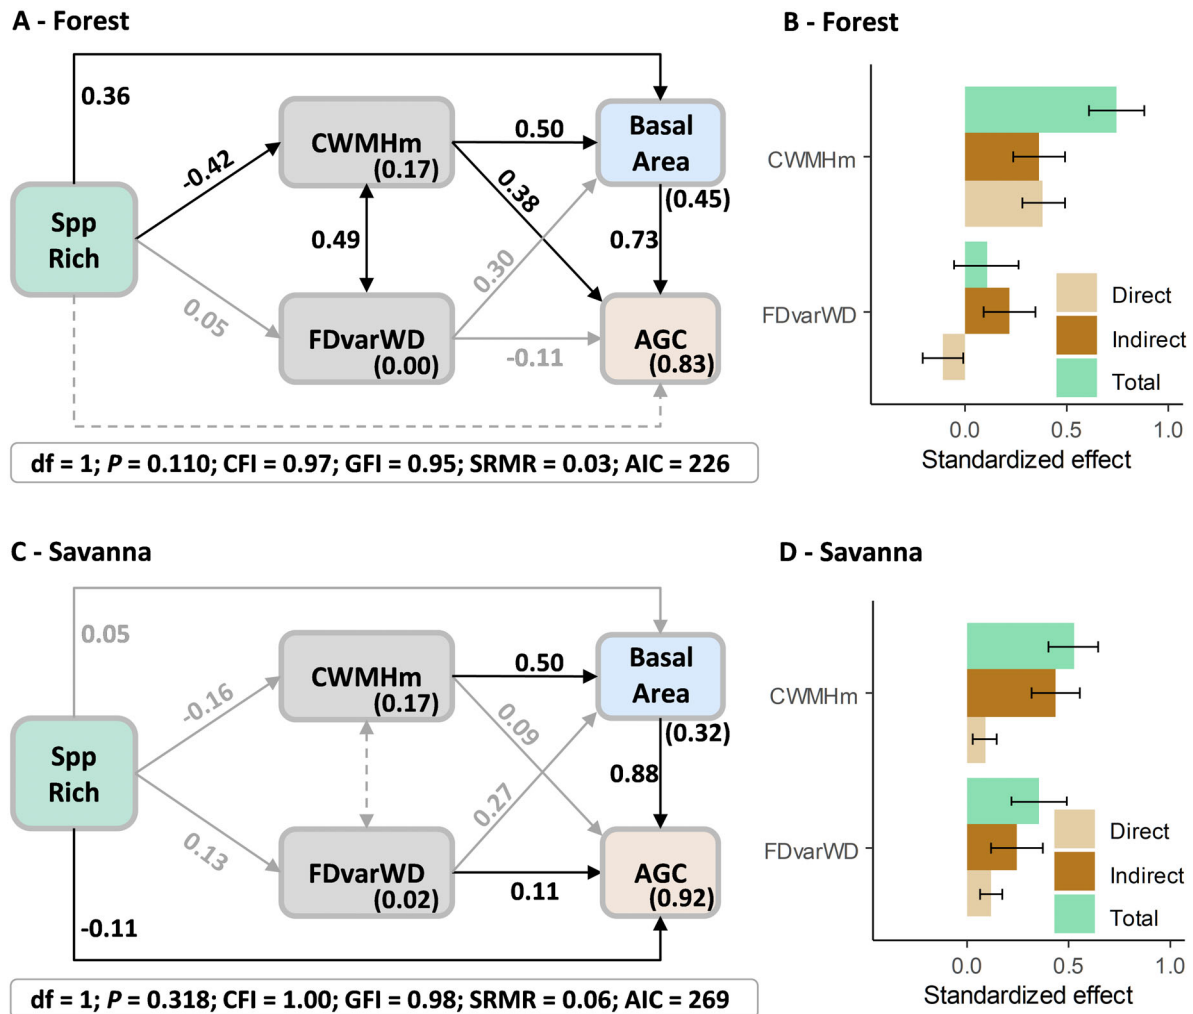 A - Forest
0.36
-0.42
0.05
Spp
Rich
CWMHm
(0.17)
0.49
FDvarWD
(0.00)
0.50
0.38
0.30
-0.11
Basal
Area
(0.45)
0.73
AGC
(0.83)
df = 1; P = 0.110; CFI = 0.97; GFI = 0.95; SRMR = 0.03; AIC = 226
B - Forest
CWMHm
FDvarWD
Direct
Indirect
Total
0.0 0.5 1.0
Standardized effect
C - Savanna
0.05
-0.16
0.13
-0.11
Spp
Rich
CWMHm
(0.17)
FDvarWD
(0.02)
0.50
0.09
0.27
0.11
Basal
Area
(0.32)
0.88
AGC
(0.92)
df = 1; P = 0.318; CFI = 1.00; GFI = 0.98; SRMR = 0.06; AIC = 269
D - Savanna
CWMHm
FDvarWD
Direct
Indirect
Total
0.0 0.5 1.0
Standardized effect